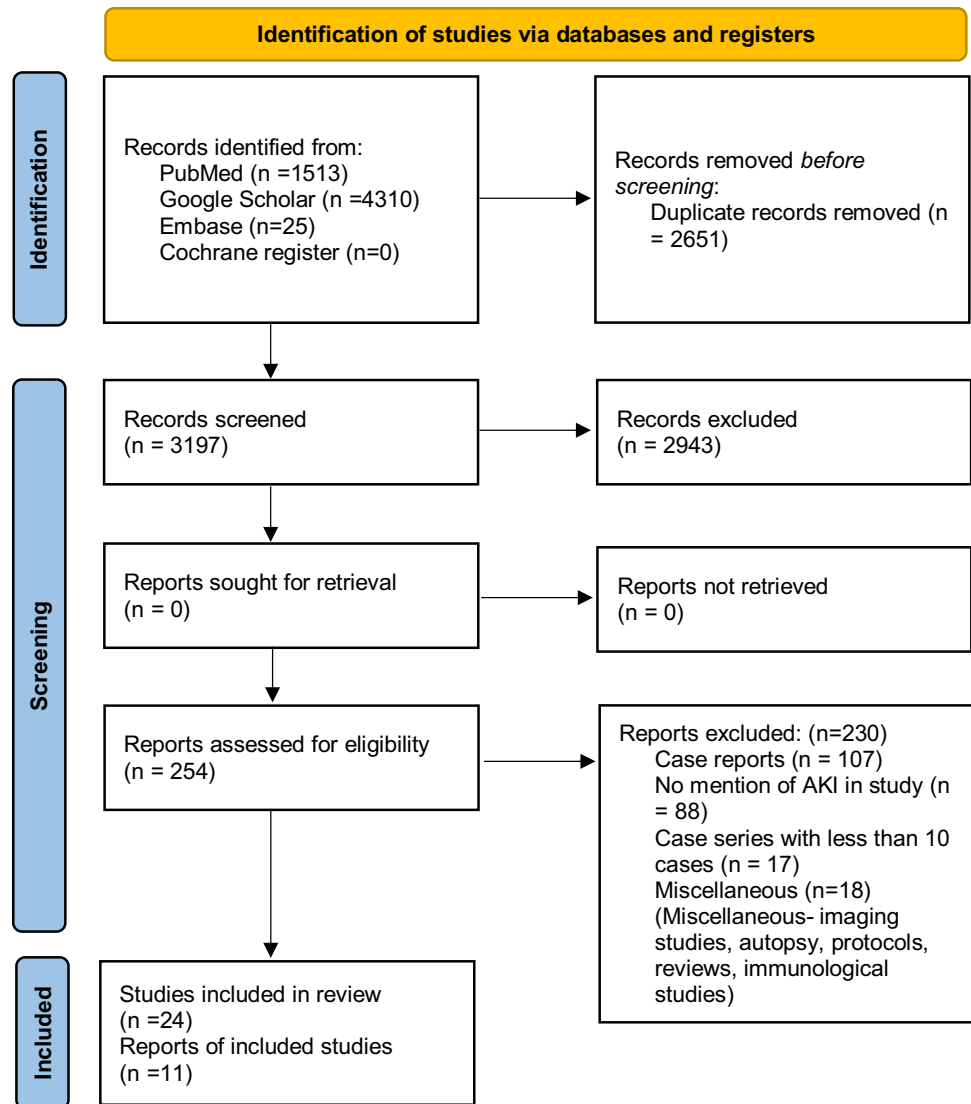 Identification of studies via databases and registers
Identification
Records identified from:
PubMed (n =1513)
Google Scholar (n =4310)
Embase (n=25)
Cochrane register (n=0)
Records removed before
screening:
Duplicate records removed (n
= 2651)
Screening
Records screened
(n = 3197)
Records excluded
(n = 2943)
Reports sought for retrieval
(n = 0)
Reports not retrieved
(n = 0)
Reports assessed for eligibility
(n = 254)
Reports excluded: (n=230)
Case reports (n = 107)
No mention of AKI in study (n
= 88)
Case series with less than 10
cases (n = 17)
Miscellaneous (n=18)
(Miscellaneous- imaging
studies, autopsy, protocols,
reviews, immunological
studies)
Included
Studies included in review
(n =24)
Reports of included studies
(n =11)